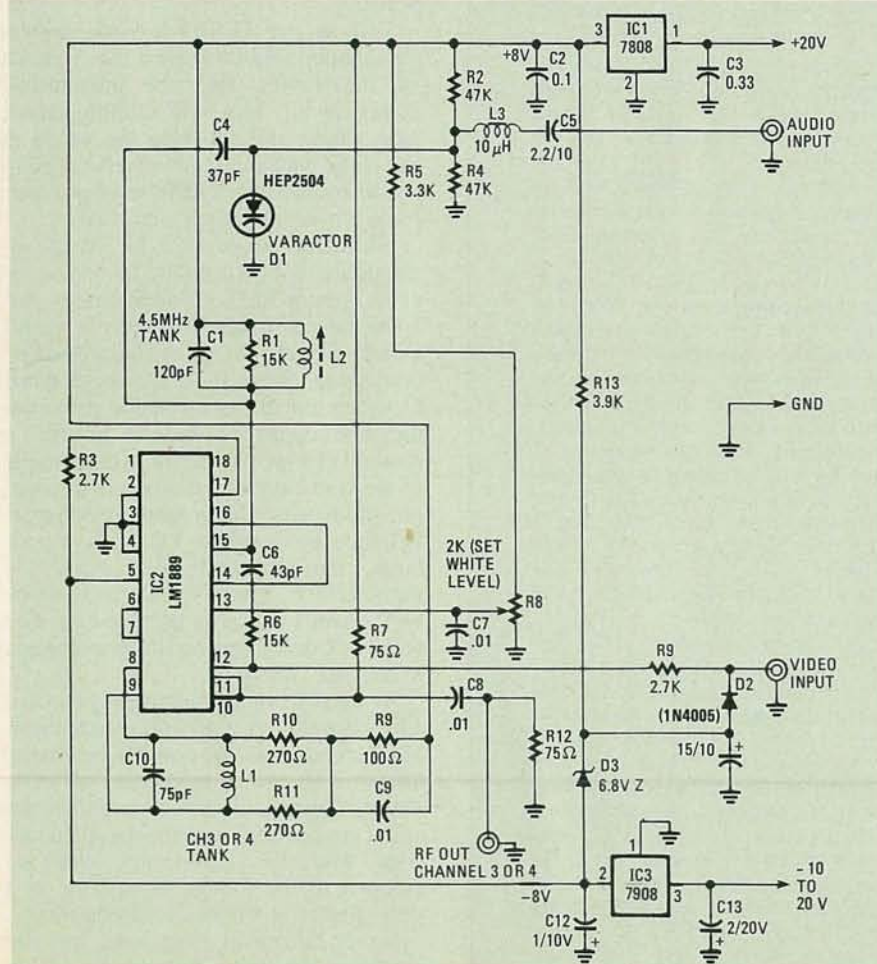 IC1
7808
3
1
2
+20V
+8V
C2
0.1
C3
0.33
R2
47K
L3
10μH
C5
2.2/10
AUDIO
INPUT
C4
37pF
HEP2504
R5
3.3K
R4
47K
VARACTOR
D1
4.5MHz
TANK
C1
120pF
R1
15K
L2
R13
3.9K
GND
R3
2.7K
1
2
3
4
5
6
7
8
9
IC2
LM1889
18
17
16
15
14
13
12
11
10
C6
43pF
2K (SET
WHITE
LEVEL)
R8
C7
.01
R6
15K
R7
75Ω
R9
2.7K
VIDEO
INPUT
D2
(1N4005)
C8
.01
R10
270Ω
R9
100Ω
R12
75Ω
15/10
+
C10
75pF
L1
R11
270Ω
C9
.01
D3
6.8V Z
CH3 OR 4
TANK
RF OUT
CHANNEL 3 OR 4
-8V
1
2
IC3
7908
3
-10
TO
20 V
C12
1/10V
+
C13
2/20V
+